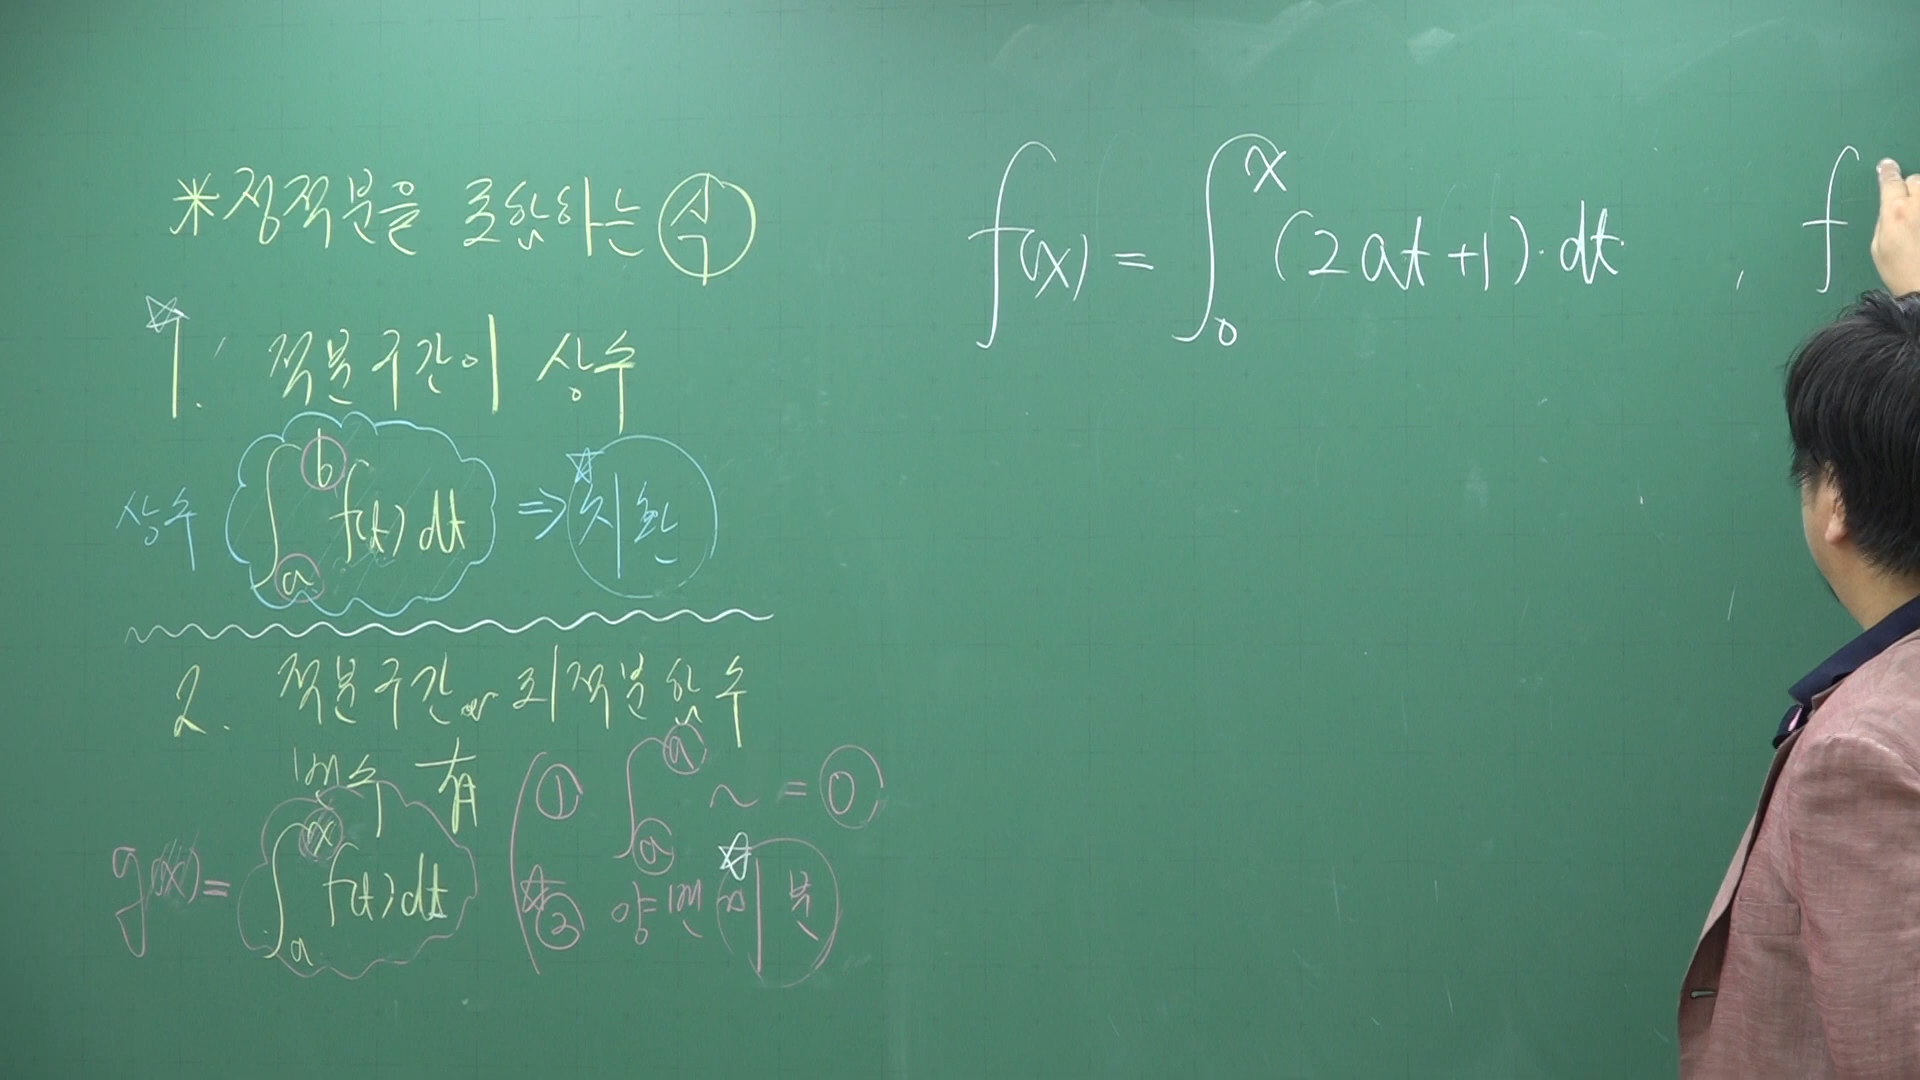 *정적분을 포함하는 식
☆1. 적분구간이 상수
상수 ∫_a^b f(t)dt ⇒ ☆치환
2. 적분구간 or 피적분함수
변수 有
g(x)= ∫_a^x f(t)dt
① ∫_a^a ~ = 0
☆② 양변 ☆미분
f(x) = ∫_0^x (2at+1)·dt , f